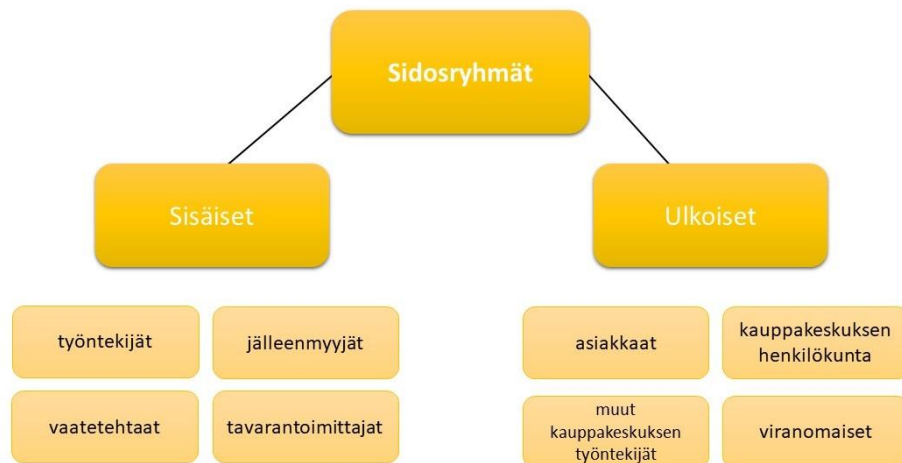 Sidosryhmät
Sisäiset
Ulkoiset
työntekijät
jälleenmyyjät
vaatetehtaat
tavarantoimittajat
asiakkaat
kauppakeskuksen
henkilökunta
muut
kauppakeskuksen
työntekijät
viranomaiset